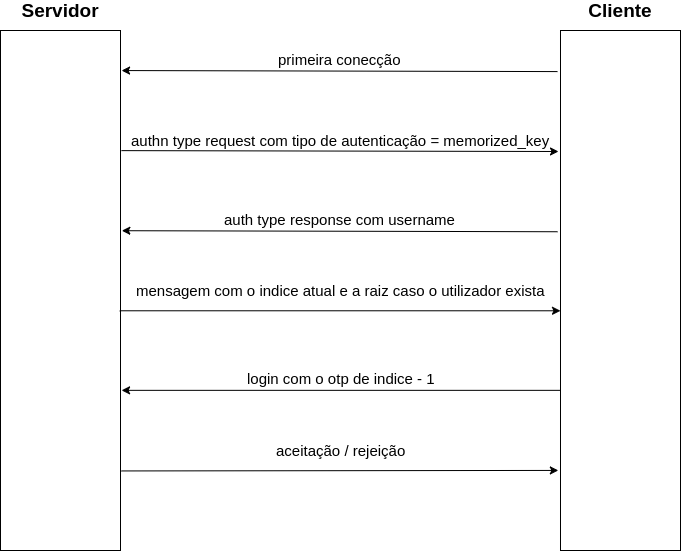 Servidor
Cliente
primeira conecção
authn type request com tipo de autenticação = memorized_key
auth type response com username
mensagem com o indice atual e a raiz caso o utilizador exista
login com o otp de indice - 1
aceitação / rejeição